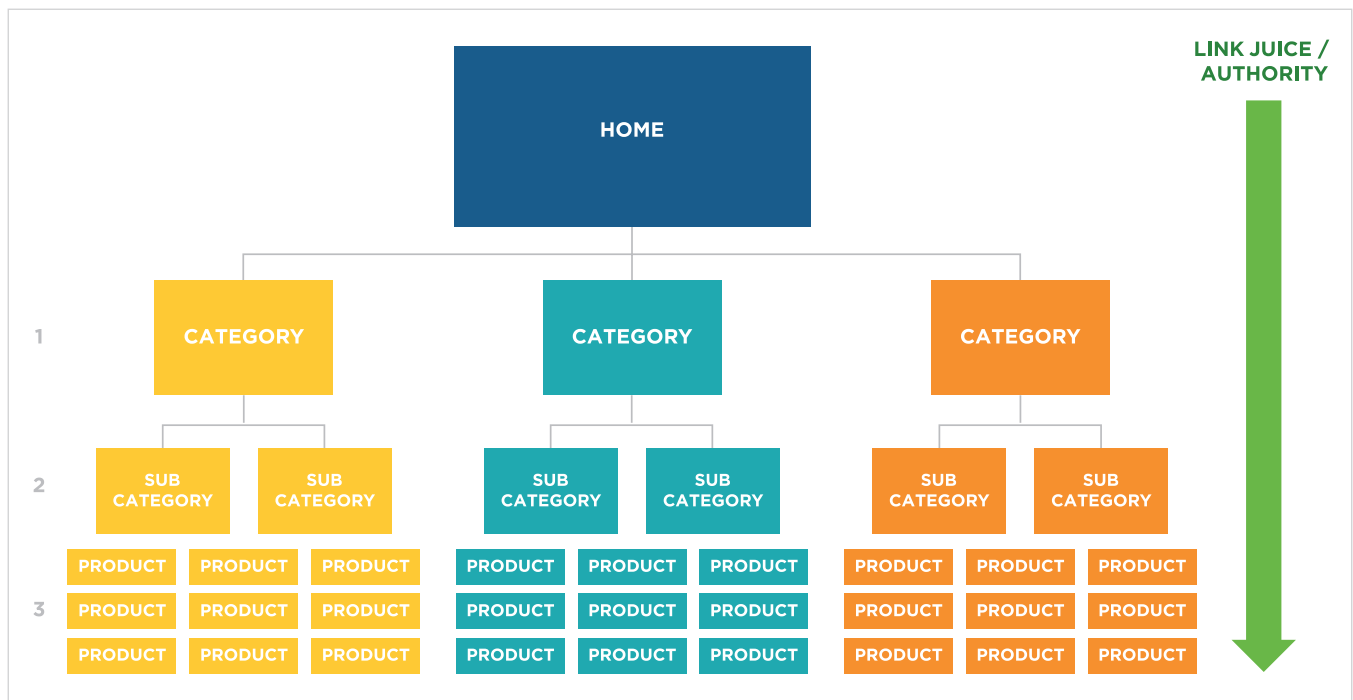 LINK JUICE /
AUTHORITY
HOME
1
CATEGORY
CATEGORY
CATEGORY
2
SUB
CATEGORY
SUB
CATEGORY
SUB
CATEGORY
SUB
CATEGORY
SUB
CATEGORY
SUB
CATEGORY
PRODUCT PRODUCT PRODUCT PRODUCT PRODUCT PRODUCT PRODUCT PRODUCT PRODUCT
3 PRODUCT PRODUCT PRODUCT PRODUCT PRODUCT PRODUCT PRODUCT PRODUCT PRODUCT
PRODUCT PRODUCT PRODUCT PRODUCT PRODUCT PRODUCT PRODUCT PRODUCT PRODUCT